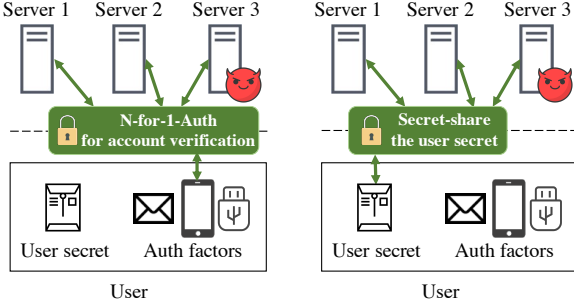 Server 1 Server 2 Server 3
N-for-1-Auth
for account verification
User secret Auth factors
User
Server 1 Server 2 Server 3
Secret-share
the user secret
User secret Auth factors
User